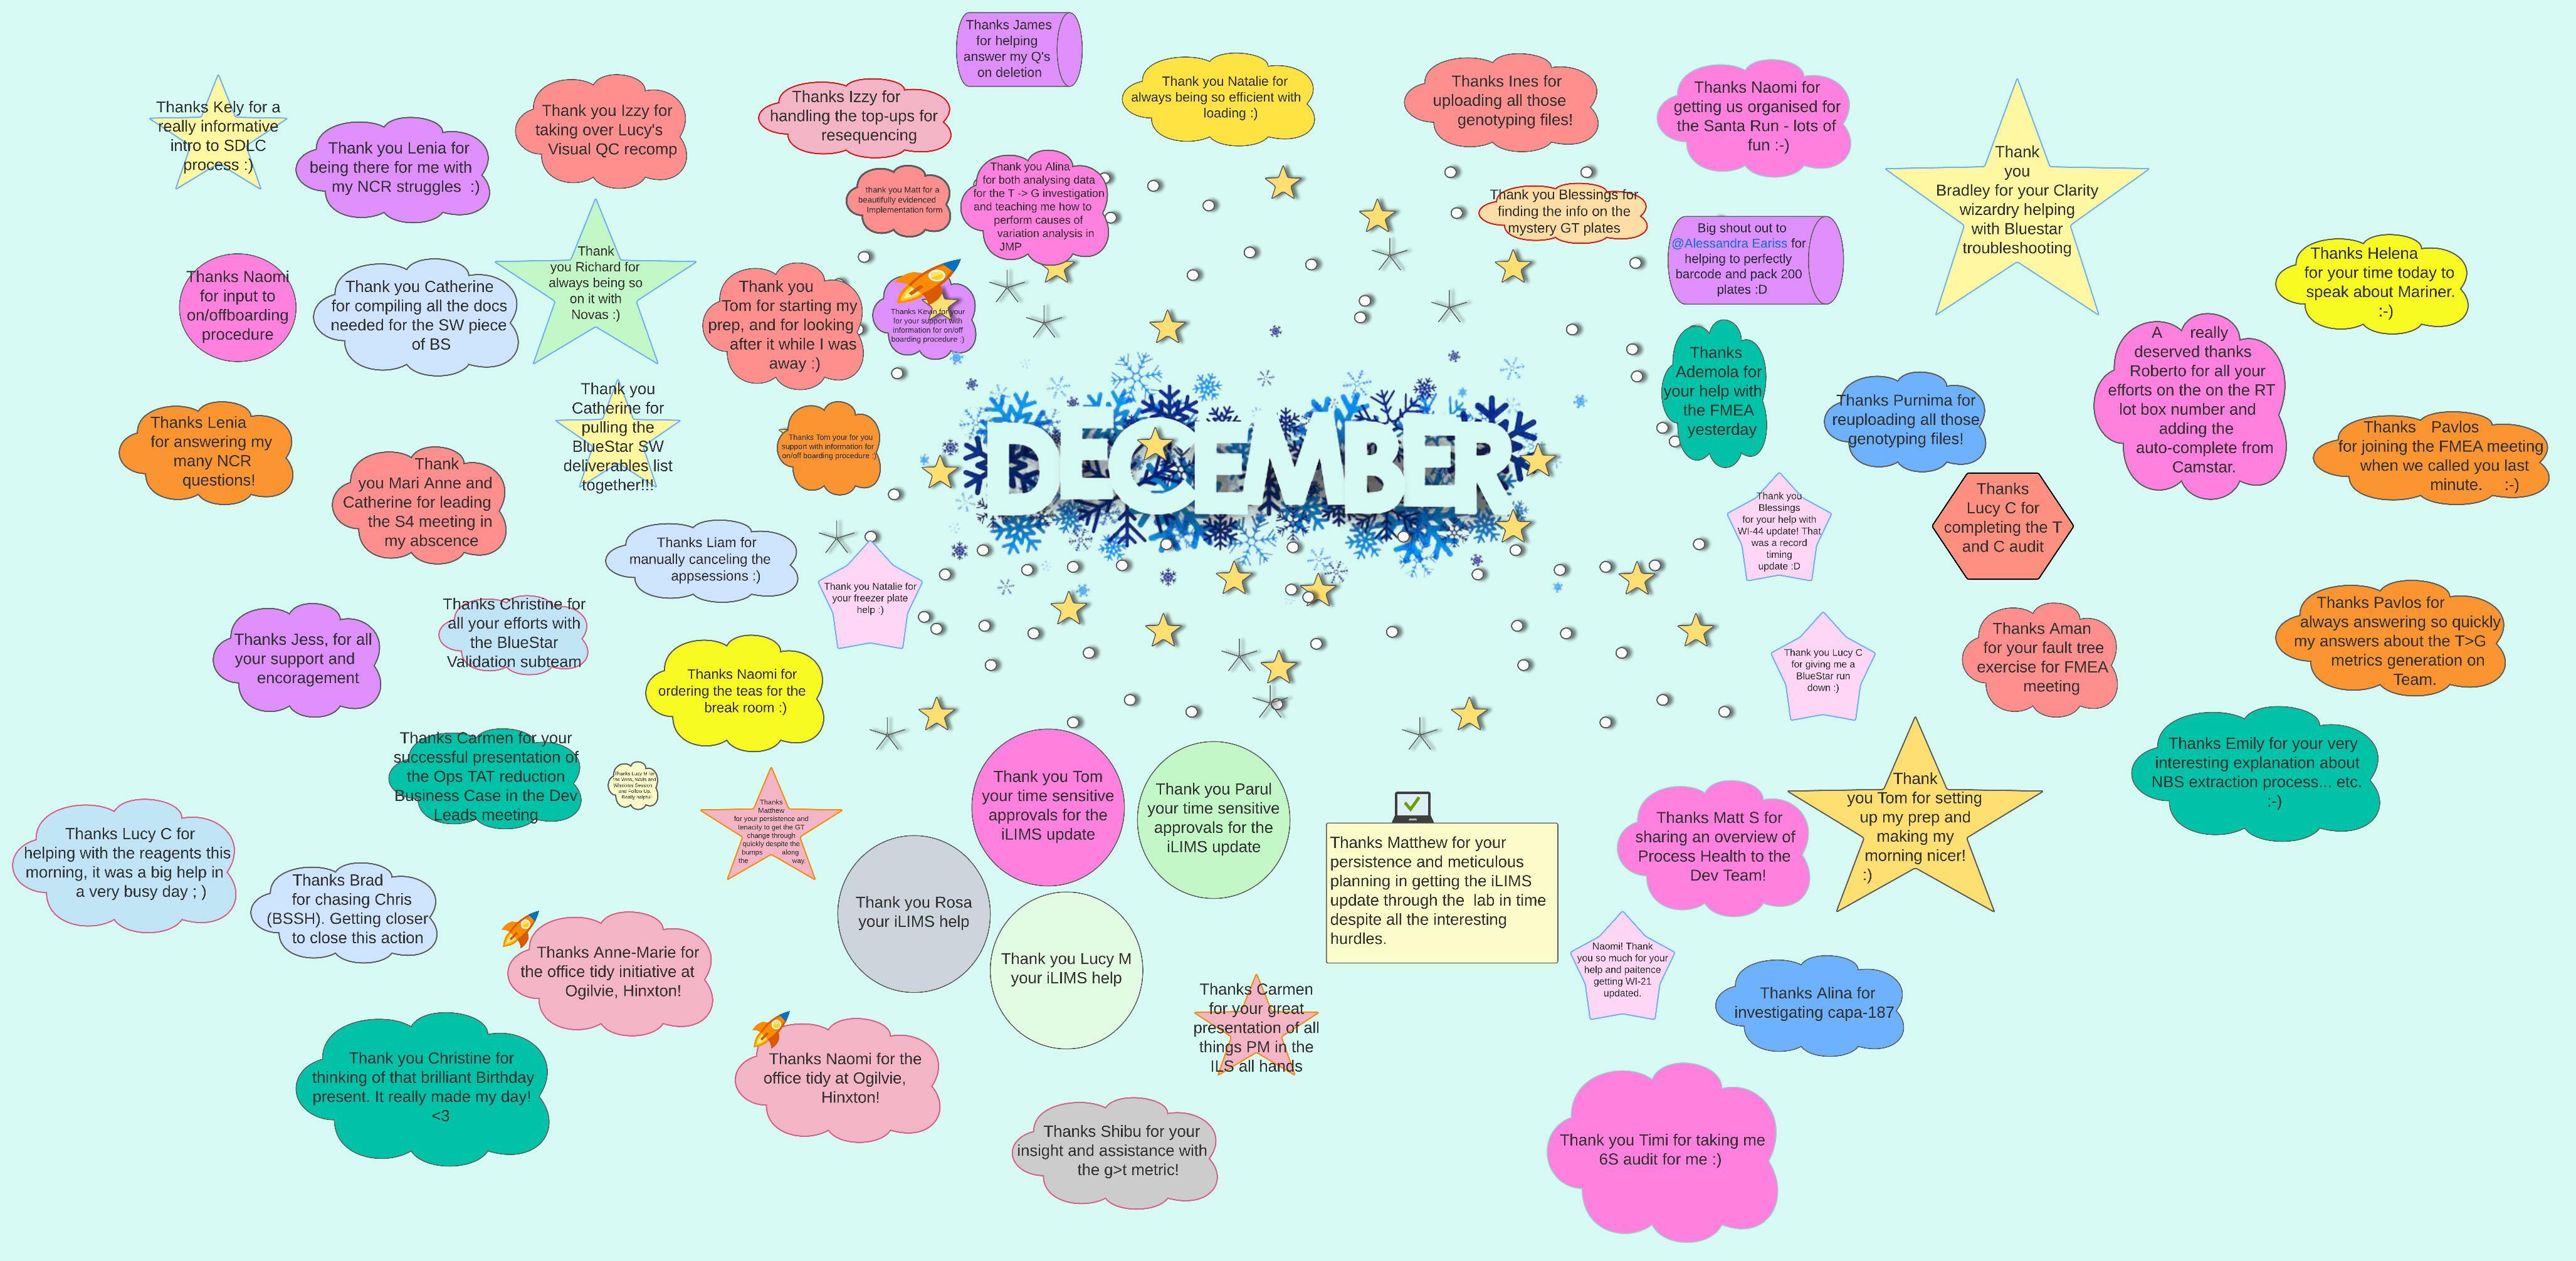 Thanks James
for helping
answer my Q's
on deletion
Thanks Kely for a
really informative
intro to SDLC
process :)
Thank you Lenia for
being there for me with
my NCR struggles :)
Thank you Izzy for
taking over Lucy's
Visual QC recomp
Thanks Izzy for
handling the top-ups for
resequencing
Thank you Natalie for
always being so efficient with
loading :)
Thanks Ines for
uploading all those
genotyping files!
Thanks Naomi for
getting us organised for
the Santa Run - lots of
fun :-)
Thank
you
Bradley for your Clarity
wizardry helping
with Bluestar
troubleshooting
thank you Matt for a
beautifully evidenced
Implementation form
Thank you Alina
for both analysing data
for the T -> G investigation
and teaching me how to
perform causes of
variation analysis in
JMP
Thank you Blessings for
finding the info on the
mystery GT plates
Big shout out to
@Alessandra Eariss for
helping to perfectly
barcode and pack 200
plates :D
Thanks Helena
for your time today to
speak about Mariner.
:-)
Thanks Naomi
for input to
on/offboarding
procedure
Thank you Catherine
for compiling all the docs
needed for the SW piece
of BS
Thank
you Richard for
always being so
on it with
Novas :)
Thank you
Tom for starting my
prep, and for looking
after it while I was
away :)
Thanks Kevin for your
for your support with
information for on/off
boarding procedure :)
Thanks
Ademola for
your help with
the FMEA
yesterday
Thanks Purnima for
reuploading all those
genotyping files!
A really
deserved thanks
Roberto for all your
efforts on the on the RT
lot box number and
adding the
auto-complete from
Camstar.
Thanks Pavlos
for joining the FMEA meeting
when we called you last
minute. :-)
Thanks Lenia
for answering my
many NCR
questions!
Thank
you Mari Anne and
Catherine for leading
the S4 meeting in
my abscence
Thank you
Catherine for
pulling the
BlueStar SW
deliverables list
together!!!
Thanks Tom your for you
support with information for
on/off boarding procedure :)
DECEMBER
Thank you
Blessings
for your help with
WI-44 update! That
was a record
timing
update :D
Thanks
Lucy C for
completing the T
and C audit
Thanks Liam for
manually canceling the
appsessions :)
Thank you Natalie for
your freezer plate
help :)
Thanks Jess, for all
your support and
encoragement
Thanks Christine for
all your efforts with
the BlueStar
Validation subteam
Thanks Naomi for
ordering the teas for the
break room :)
Thank you Lucy C
for giving me a
BlueStar run
down :)
Thanks Aman
for your fault tree
exercise for FMEA
meeting
Thanks Pavlos for
always answering so quickly
my answers about the T>G
metrics generation on
Team.
Thanks Carmen for your
successful presentation of
the Ops TAT reduction
Business Case in the Dev
Leads meeting
Thanks
Matthew
for your persistence and
tenacity to get the GT
change through
quickly despite the
bumps along
the way.
Thank you Tom
your time sensitive
approvals for the
iLIMS update
Thank you Parul
your time sensitive
approvals for the
iLIMS update
Thanks Matthew for your
persistence and meticulous
planning in getting the iLIMS
update through the lab in time
despite all the interesting
hurdles.
Thanks Matt S for
sharing an overview of
Process Health to the
Dev Team!
Thank
you Tom for setting
up my prep and
making my
morning nicer!
:)
Thanks Emily for your very
interesting explanation about
NBS extraction process... etc.
:-)
Thanks Lucy C for
helping with the reagents this
morning, it was a big help in
a very busy day ; )
Thanks Brad
for chasing Chris
(BSSH). Getting closer
to close this action
Thanks Anne-Marie for
the office tidy initiative at
Ogilvie, Hinxton!
Thank you Rosa
your iLIMS help
Thank you Lucy M
your iLIMS help
Naomi! Thank
you so much for your
help and paitence
getting WI-21
updated.
Thanks Alina for
investigating capa-187
Thanks Carmen
for your great
presentation of all
things PM in the
ILS all hands
Thank you Christine for
thinking of that brilliant Birthday
present. It really made my day!
<3
Thanks Naomi for the
office tidy at Ogilvie,
Hinxton!
Thanks Shibu for your
insight and assistance with
the g>t metric!
Thank you Timi for taking me
6S audit for me :)